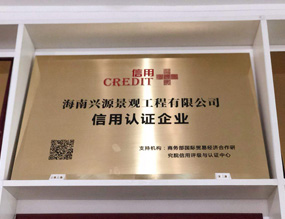 信用
CREDIT
海南兴源景观工程有限公司
信用认证企业
支持机构：商务部国际贸易经济合作研
究院信用评级与认证中心